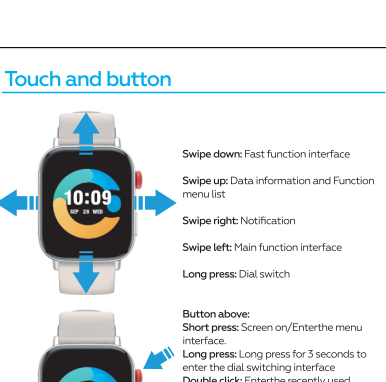 Touch and button
10:09
SEP 28 WED
Swipe down: Fast function interface
Swipe up: Data information and Function
menu list
Swipe right: Notification
Swipe left: Main function interface
Long press: Dial switch
Button above:
Short press: Screen on/Enterthe menu
interface.
Long press: Long press for 3 seconds to
enter the dial switching interface
Double click: Enterthe recently used